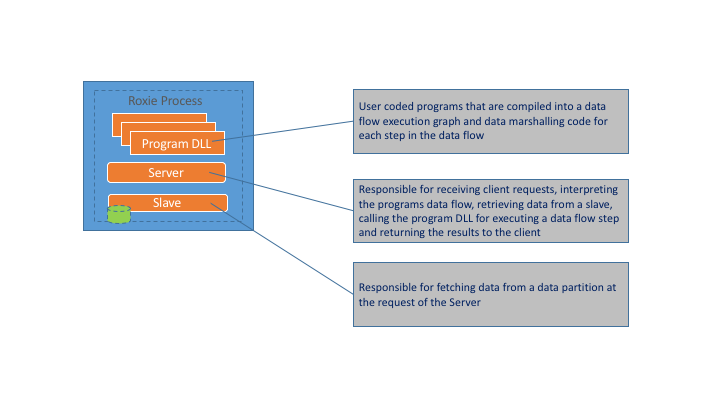 Roxie Process
Program DLL
Server
Slave
User coded programs that are compiled into a data
flow execution graph and data marshalling code for
each step in the data flow
Responsible for receiving client requests, interpreting
the programs data flow, retrieving data from a slave,
calling the program DLL for executing a data flow step
and returning the results to the client
Responsible for fetching data from a data partition at
the request of the Server